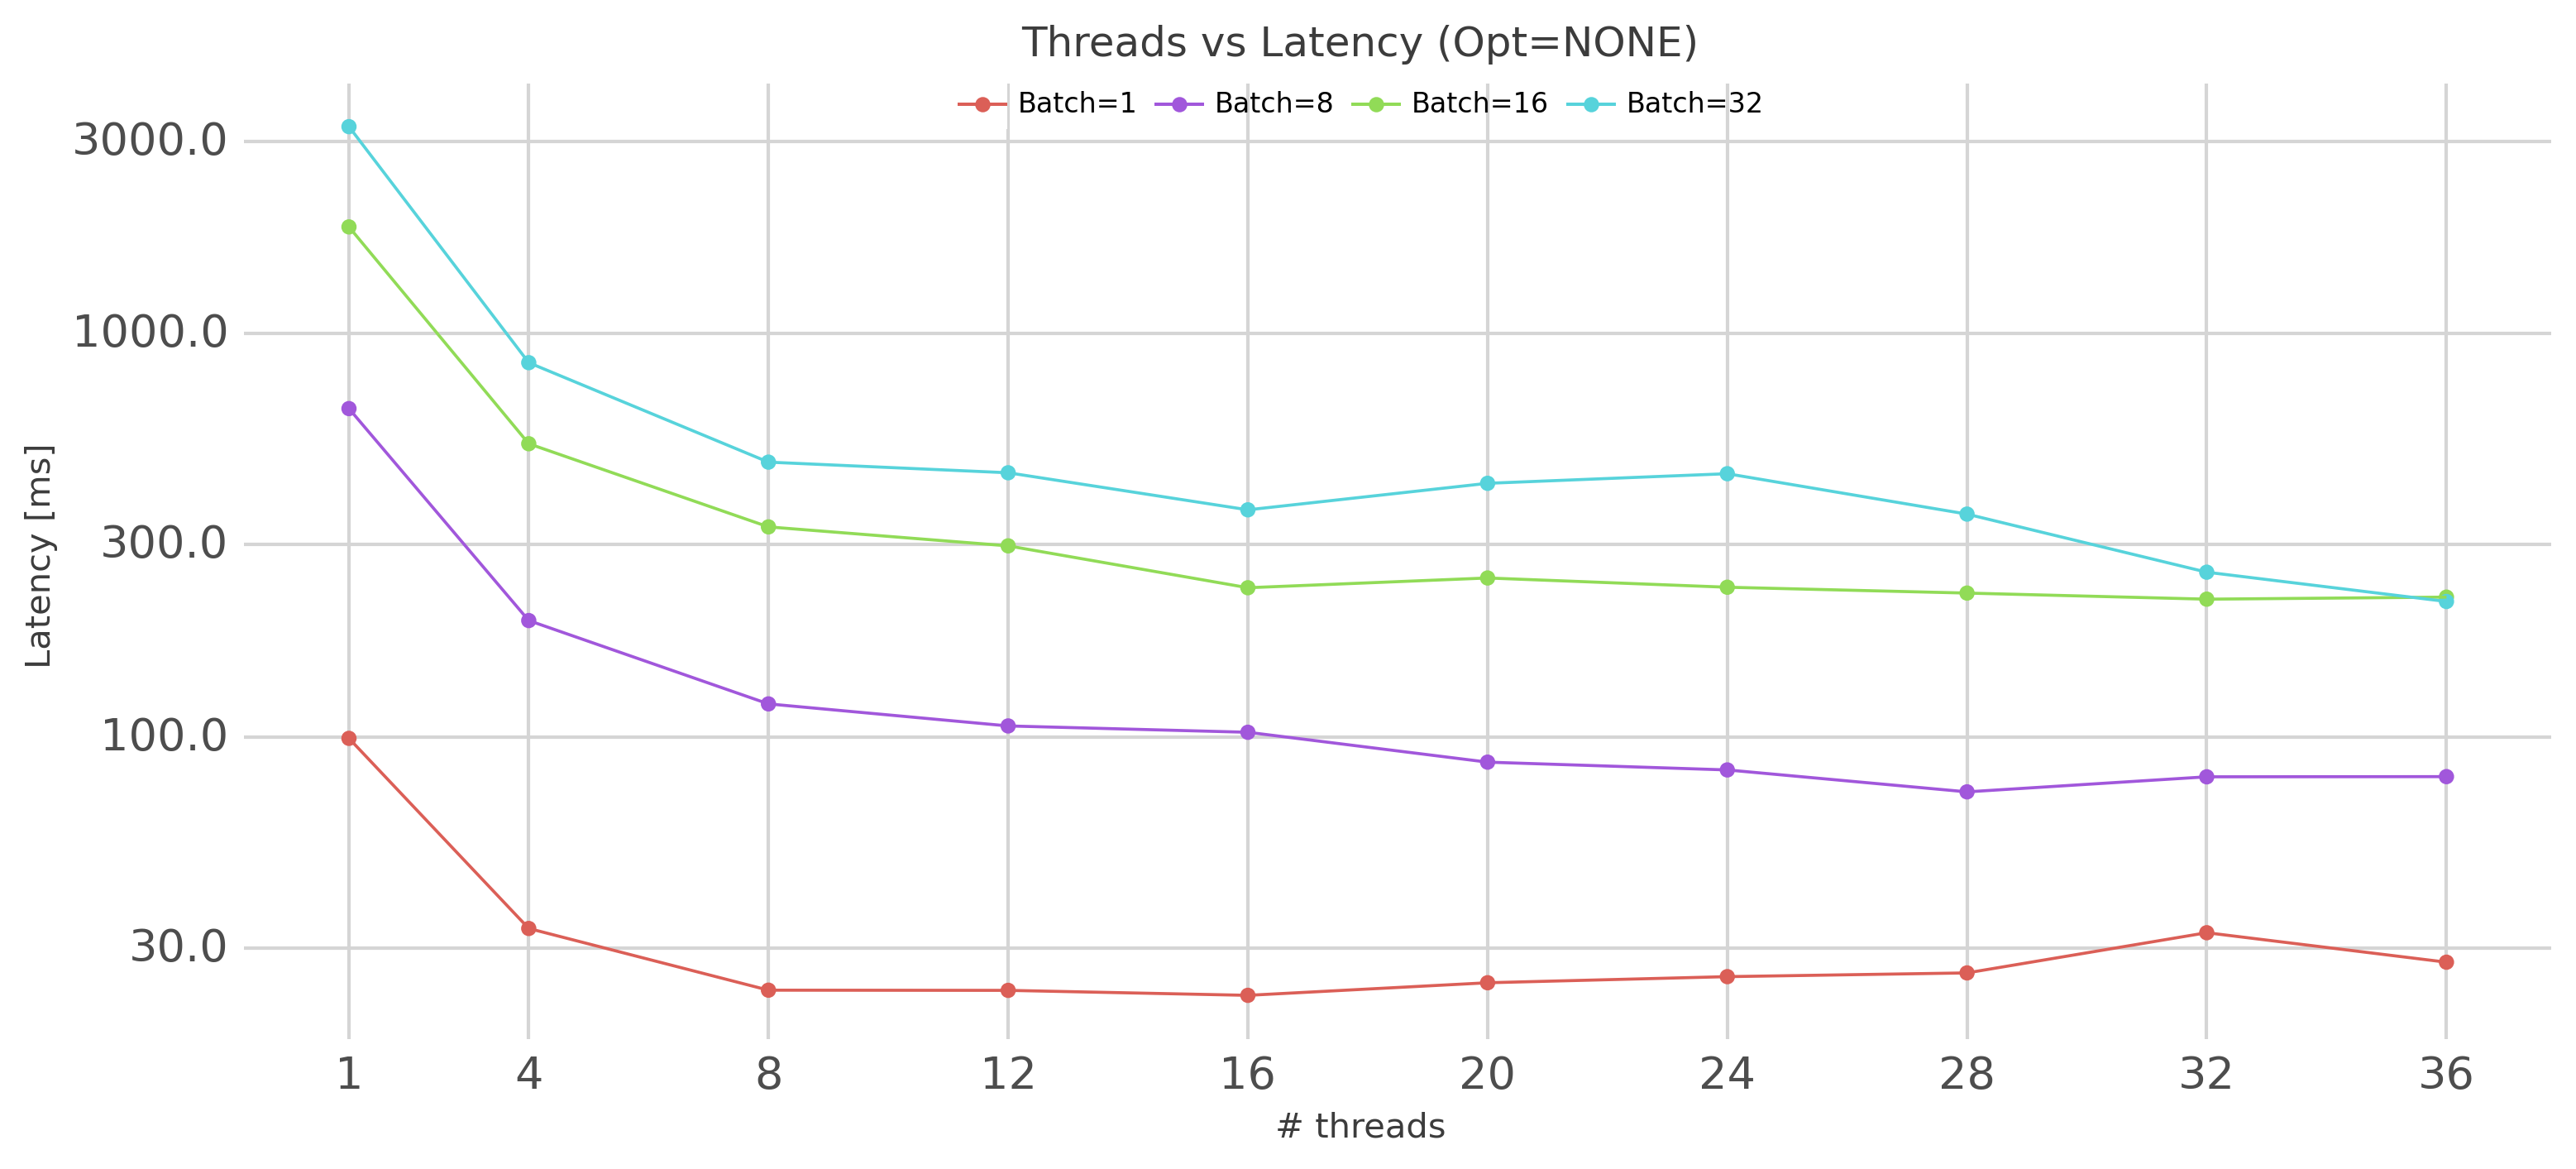 Threads vs Latency (Opt=NONE)
Batch=1 Batch=8 Batch=16 Batch=32
3000.0
1000.0
300.0
100.0
30.0
Latency [ms]
1 4 8 12 16 20 24 28 32 36
# threads